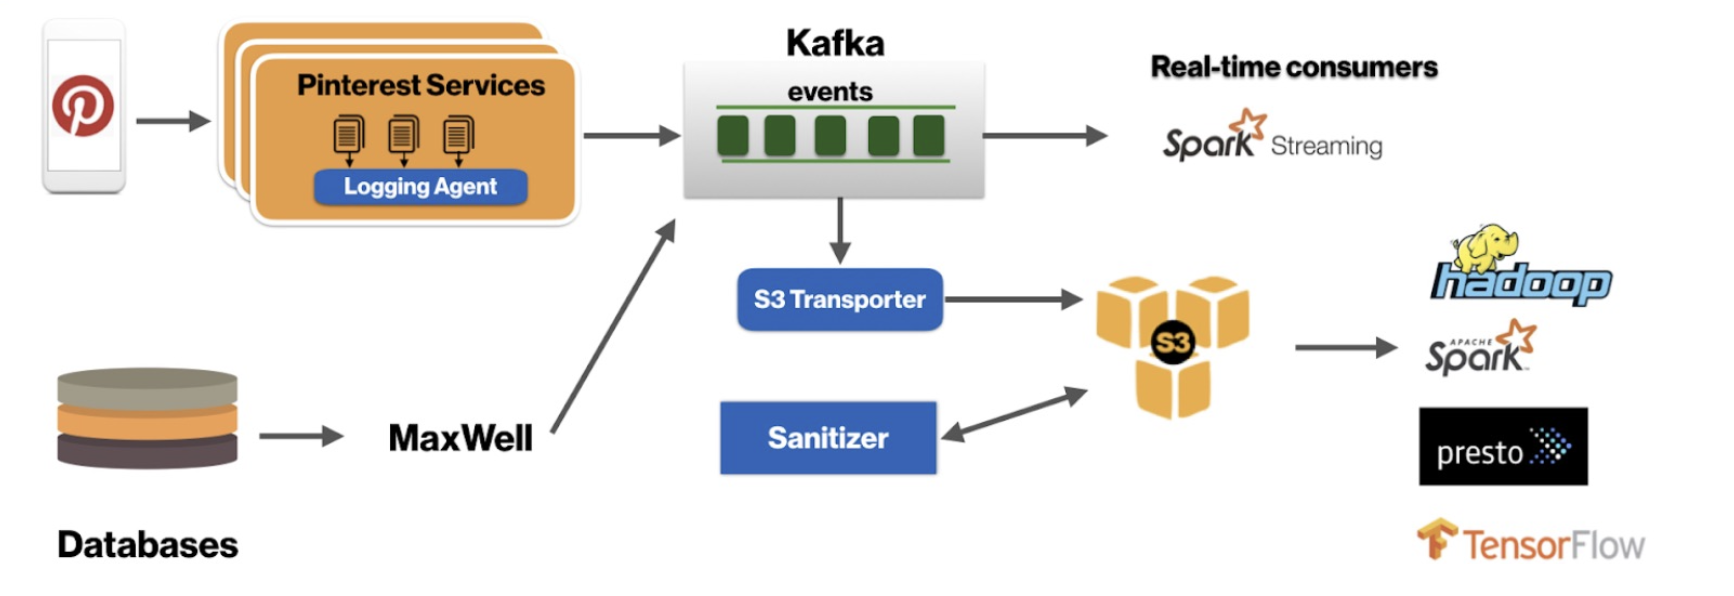 Kafka
events
Pinterest Services
Logging Agent
Real-time consumers
Spark Streaming
S3 Transporter
S3
hadoop
APACHE
Spark
Databases
MaxWell
Sanitizer
presto
TensorFlow